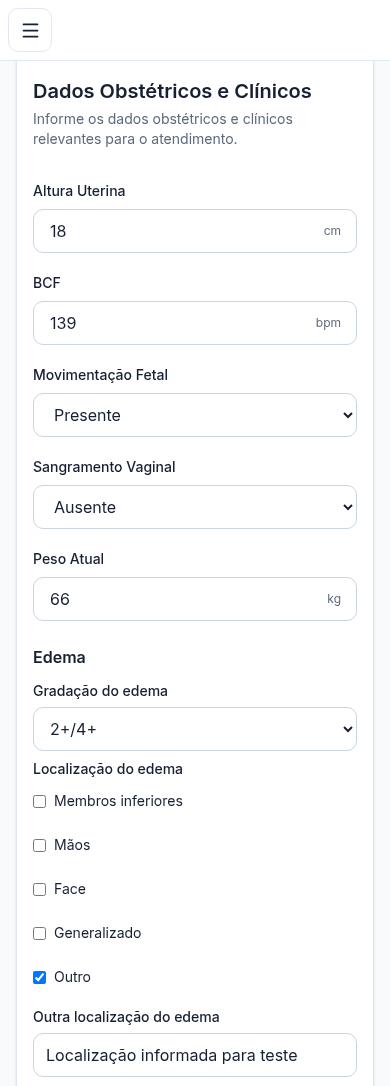 Dados Obstétricos e Clínicos
Informe os dados obstétricos e clínicos
relevantes para o atendimento.
Altura Uterina
18 cm
BCF
139 bpm
Movimentação Fetal
Presente
Sangramento Vaginal
Ausente
Peso Atual
66 kg
Edema
Gradação do edema
2+/4+
Localização do edema
Membros inferiores
Mãos
Face
Generalizado
Outro
Outra localização do edema
Localização informada para teste